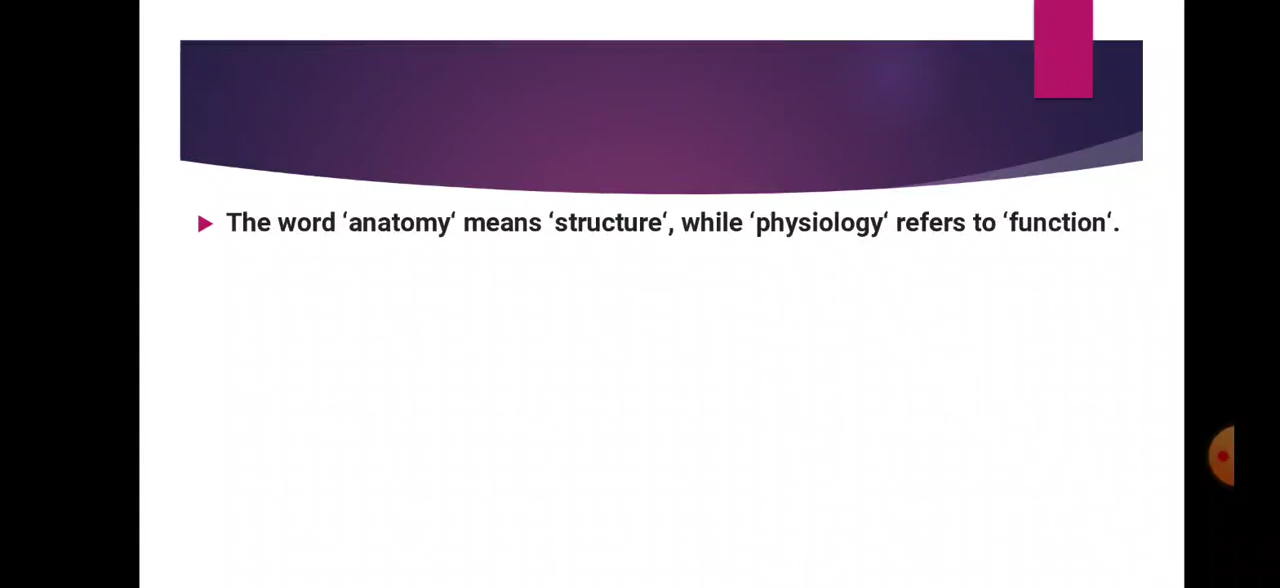 The word ‘anatomy‘ means ‘structure‘, while ‘physiology‘ refers to ‘function‘.